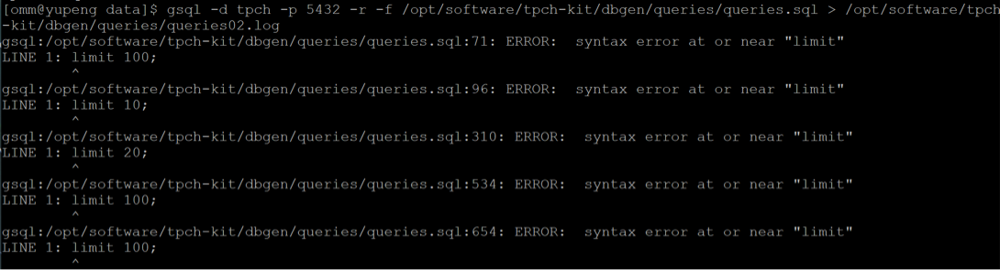 [omm@yupeng data]$ gsql -d tpch -p 5432 -r -f /opt/software/tpch-kit/dbgen/queries/queries.sql > /opt/software/tpch
-kit/dbgen/queries/queries02.log
gsql:/opt/software/tpch-kit/dbgen/queries/queries.sql:71: ERROR:  syntax error at or near "limit"
LINE 1: limit 100;
        ^
gsql:/opt/software/tpch-kit/dbgen/queries/queries.sql:96: ERROR:  syntax error at or near "limit"
LINE 1: limit 10;
        ^
gsql:/opt/software/tpch-kit/dbgen/queries/queries.sql:310: ERROR:  syntax error at or near "limit"
LINE 1: limit 20;
        ^
gsql:/opt/software/tpch-kit/dbgen/queries/queries.sql:534: ERROR:  syntax error at or near "limit"
LINE 1: limit 100;
        ^
gsql:/opt/software/tpch-kit/dbgen/queries/queries.sql:654: ERROR:  syntax error at or near "limit"
LINE 1: limit 100;
        ^